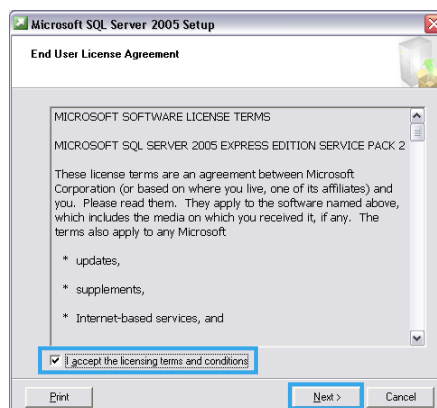 Microsoft SQL Server 2005 Setup
End User License Agreement
MICROSOFT SOFTWARE LICENSE TERMS
MICROSOFT SQL SERVER 2005 EXPRESS EDITION SERVICE PACK 2
These license terms are an agreement between Microsoft
Corporation (or based on where you live, one of its affiliates) and
you. Please read them. They apply to the software named above,
which includes the media on which you received it, if any. The
terms also apply to any Microsoft
* updates,
* supplements,
* Internet-based services, and
I accept the licensing terms and conditions
Print
Next >
Cancel